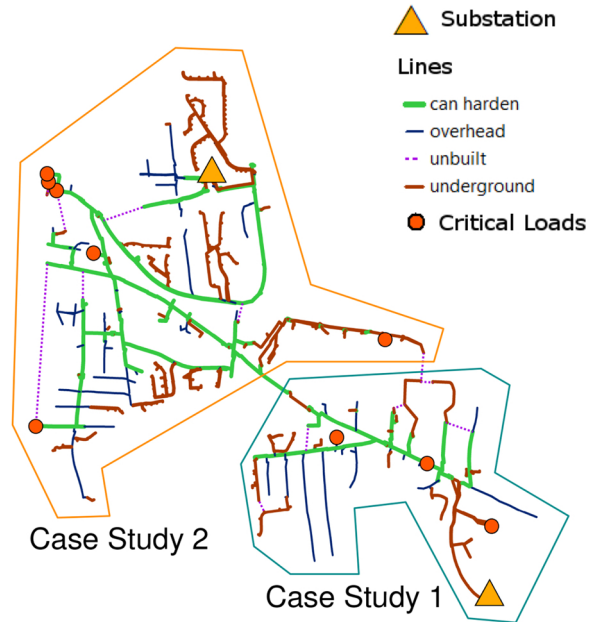 Substation
Lines
can harden
overhead
unbuilt
underground
Critical Loads
Case Study 2
Case Study 1